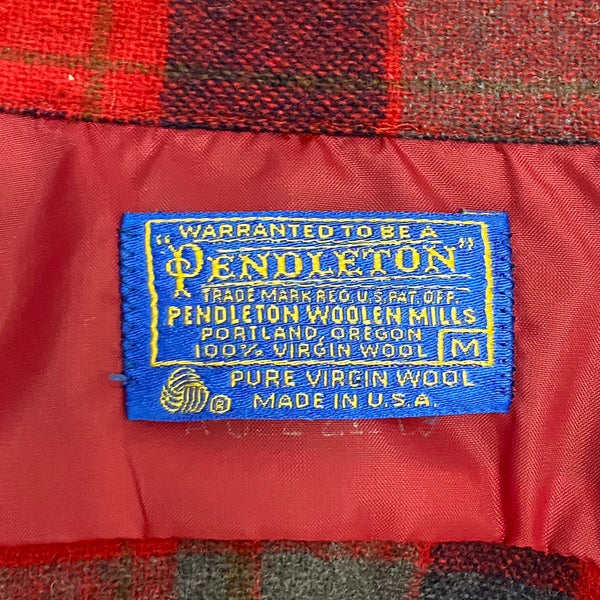 WARRANTED TO BE A
"PENDLETON"
TRADE MARK REG. U.S. PAT. OFF.
PENDLETON WOOLEN MILLS
PORTLAND, OREGON
100% VIRGIN WOOL M
PURE VIRGIN WOOL
® MADE IN U.S.A.